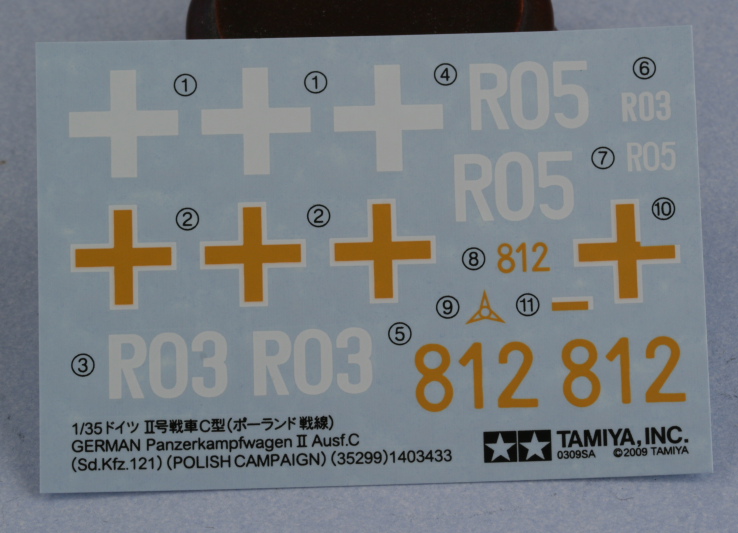 ① ① ④ R05 ⑥
R03
R05 ⑦ R05
② ② ⑩
⑧ 812
⑨ ⑪
③ R03 R03 ⑤ 812 812
1/35ドイツ II号戦車C型(ポーランド戦線)
GERMAN Panzerkampfwagen II Ausf.C
(Sd.Kfz.121) (POLISH CAMPAIGN) (35299)1403433
TAMIYA, INC.
0309SA ©2009 TAMIYA